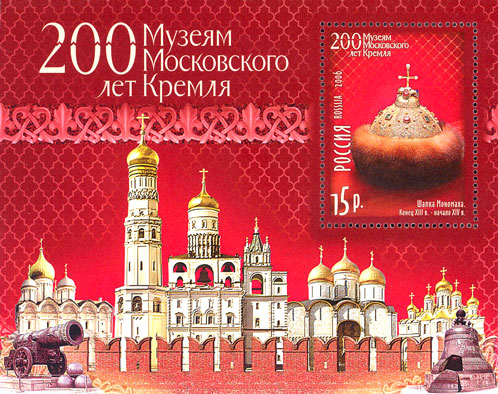 200 Музеям
Московского
лет Кремля
200 Музеям
Московского
лет Кремля
РОССИЯ RUSSIA · 2006
15 р.
Шапка Мономаха.
Конец XIII в. - начало XIV в.